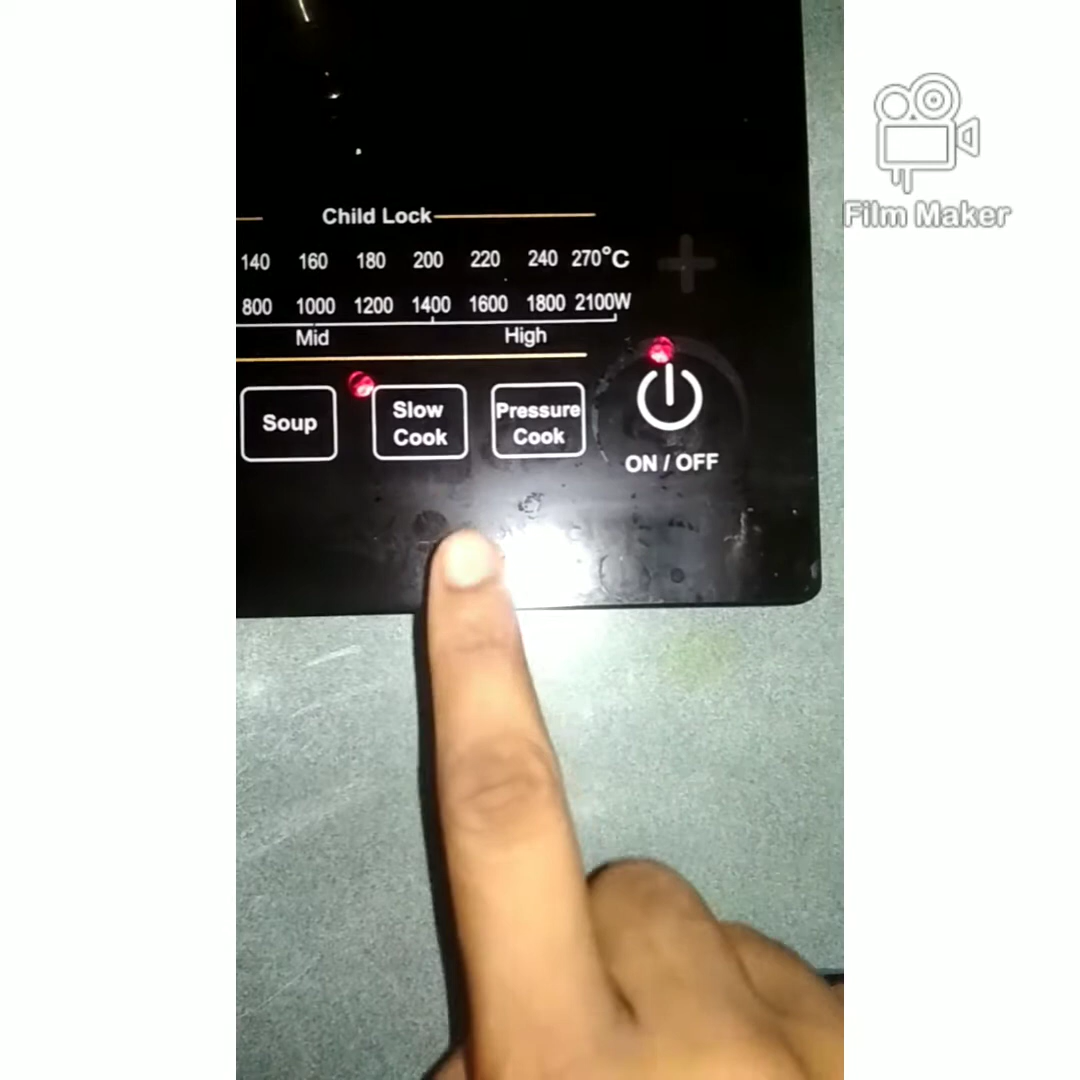 Film Maker
Child Lock
140 160 180 200 220 240 270°C
800 1000 1200 1400 1600 1800 2100W
Mid High
Soup
Slow
Cook
Pressure
Cook
ON / OFF